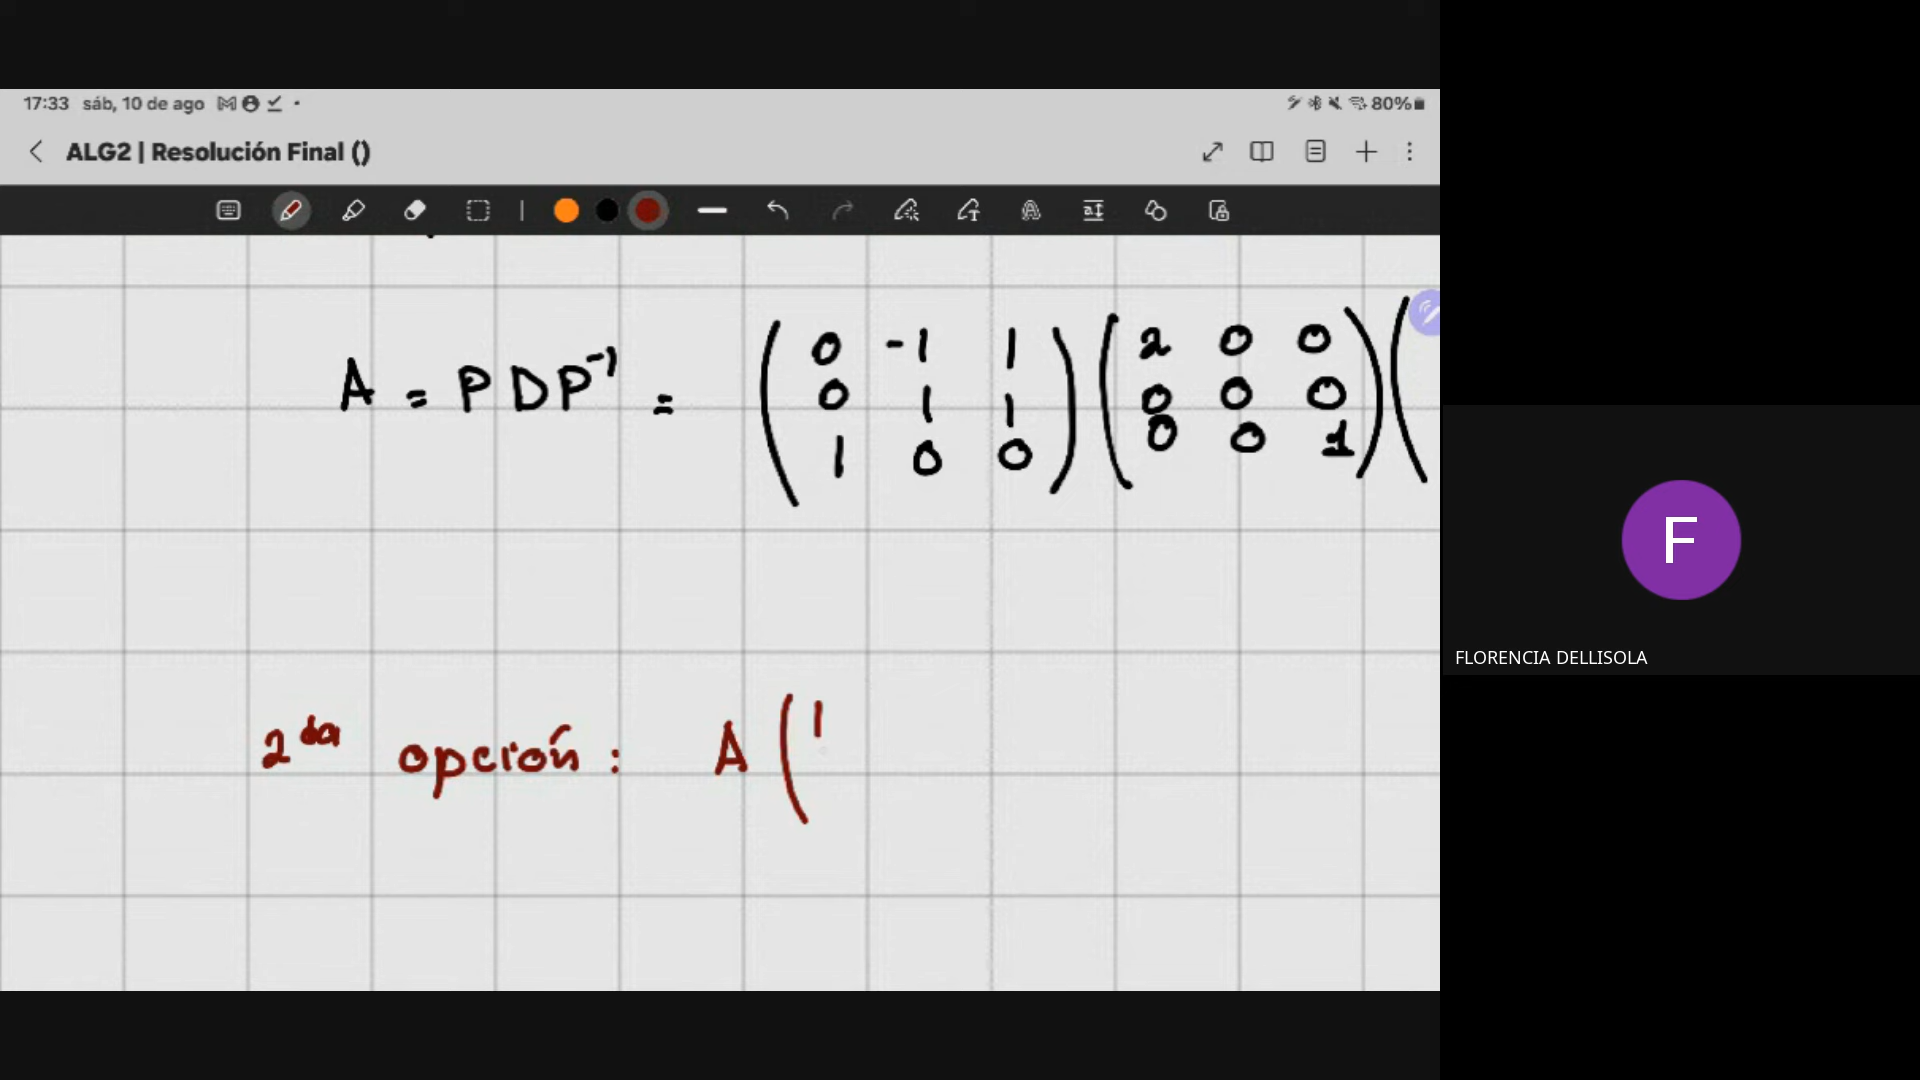 17:33 sáb, 10 de ago
80%
ALG2 | Resolución Final ()
A = P D P⁻¹ = ( 0 -1 1 ) ( 2 0 0 ) (
0 1 1 0 0 0
1 0 0 0 0 1
2da opción : A ( 1
F
FLORENCIA DELLISOLA